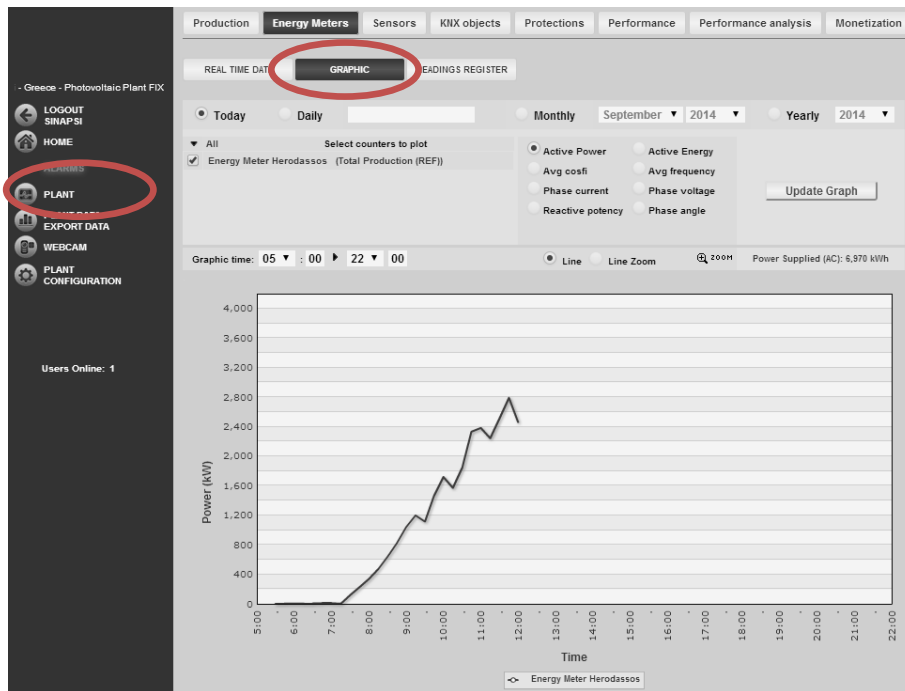 Production Energy Meters Sensors KNX objects Protections Performance Performance analysis Monetization
REAL TIME DAT GRAPHIC EADINGS REGISTER
- Greece - Photovoltaic Plant FIX
LOGOUT
SINAPSI
HOME
ALARMS
PLANT
EXPORT DATA
WEBCAM
PLANT
CONFIGURATION
Users Online: 1
Today Daily Monthly September 2014 Yearly 2014
All Select counters to plot
Energy Meter Herodassos (Total Production (REF))
Active Power Active Energy
Avg cosfi Avg frequency
Phase current Phase voltage
Reactive potency Phase angle
Update Graph
Graphic time: 05 : 00 22 00
Line Line Zoom ZOOM Power Supplied (AC): 6,970 kWh
4,000
3,600
3,200
2,800
2,400
2,000
1,600
1,200
800
400
0
Power (kW)
5:00 6:00 7:00 8:00 9:00 10:00 11:00 12:00 13:00 14:00 15:00 16:00 17:00 18:00 19:00 20:00 21:00 22:00
Time
Energy Meter Herodassos